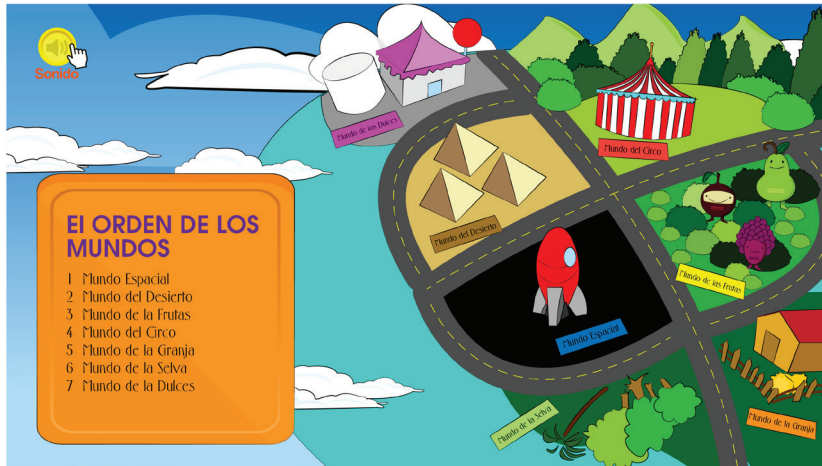 Sonido
El ORDEN DE LOS
MUNDOS
1 Mundo Espacial
2 Mundo del Desierto
3 Mundo de la Frutas
4 Mundo del Circo
5 Mundo de la Granja
6 Mundo de la Selva
7 Mundo de la Dulces
Mundo de los Dulces
Mundo del Circo
Mundo del Desierto
Mundo de las Frutas
Mundo Espacial
Mundo de la Selva
Mundo de la Granja